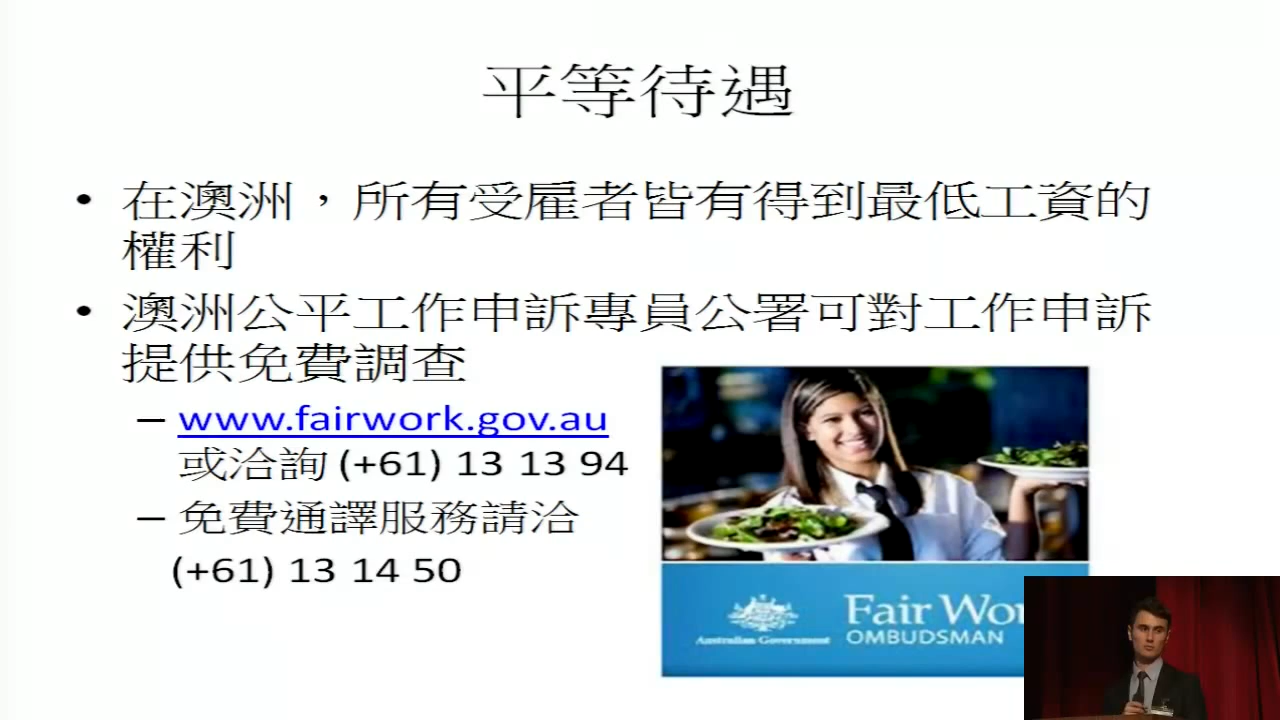 平等待遇
• 在澳洲，所有受雇者皆有得到最低工資的
權利
• 澳洲公平工作申訴專員公署可對工作申訴
提供免費調查
– www.fairwork.gov.au
或洽詢 (+61) 13 13 94
– 免費通譯服務請洽
(+61) 13 14 50
Australian Government
Fair Wo
OMBUDSMAN